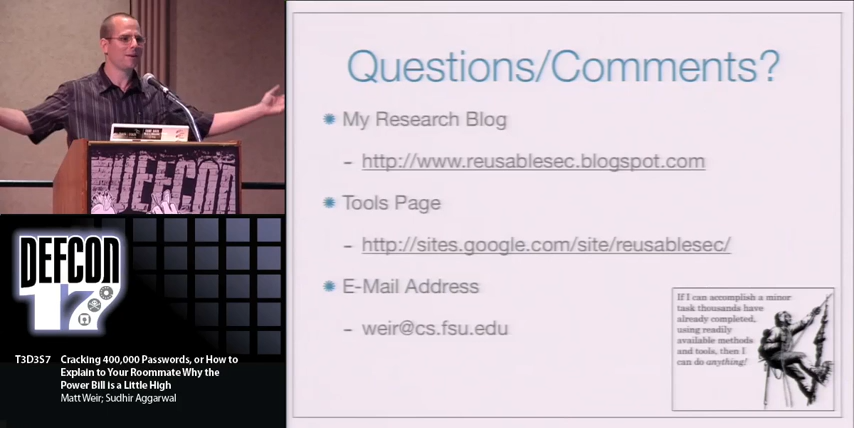 DEFCON
DEFCON
17
T3D3S7
Cracking 400,000 Passwords, or How to
Explain to Your Roommate Why the
Power Bill is a Little High
Matt Weir; Sudhir Aggarwal
Questions/Comments?
My Research Blog
– http://www.reusablesec.blogspot.com
Tools Page
– http://sites.google.com/site/reusablesec/
E-Mail Address
– weir@cs.fsu.edu
If I can accomplish a minor
task thousands have
already completed,
using readily
available methods
and tools, then I
can do anything!